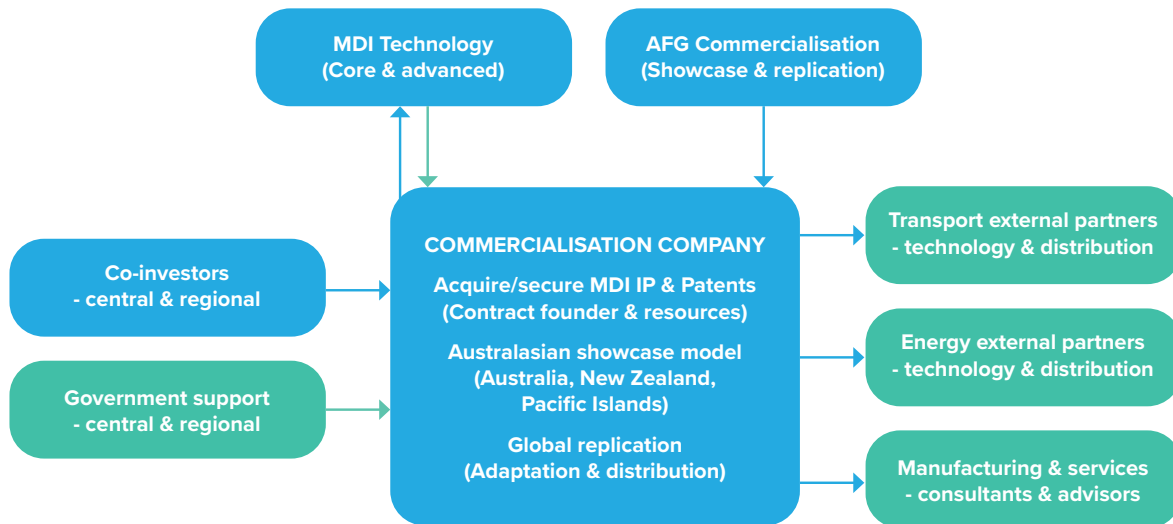 MDI Technology
(Core & advanced)
AFG Commercialisation
(Showcase & replication)
Co-investors
- central & regional
Government support
- central & regional
COMMERCIALISATION COMPANY
Acquire/secure MDI IP & Patents
(Contract founder & resources)
Australasian showcase model
(Australia, New Zealand,
Pacific Islands)
Global replication
(Adaptation & distribution)
Transport external partners
- technology & distribution
Energy external partners
- technology & distribution
Manufacturing & services
- consultants & advisors